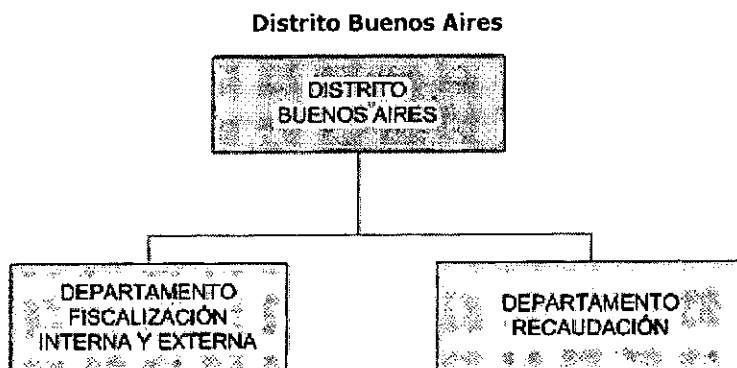 Distrito Buenos Aires
DISTRITO
BUENOS AIRES
DEPARTAMENTO
FISCALIZACIÓN
INTERNA Y EXTERNA
DEPARTAMENTO
RECAUDACIÓN